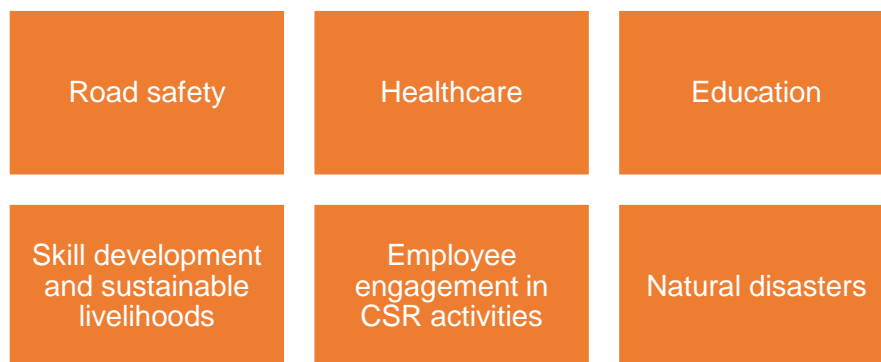 Road safety
Healthcare
Education
Skill development
and sustainable
livelihoods
Employee
engagement in
CSR activities
Natural disasters